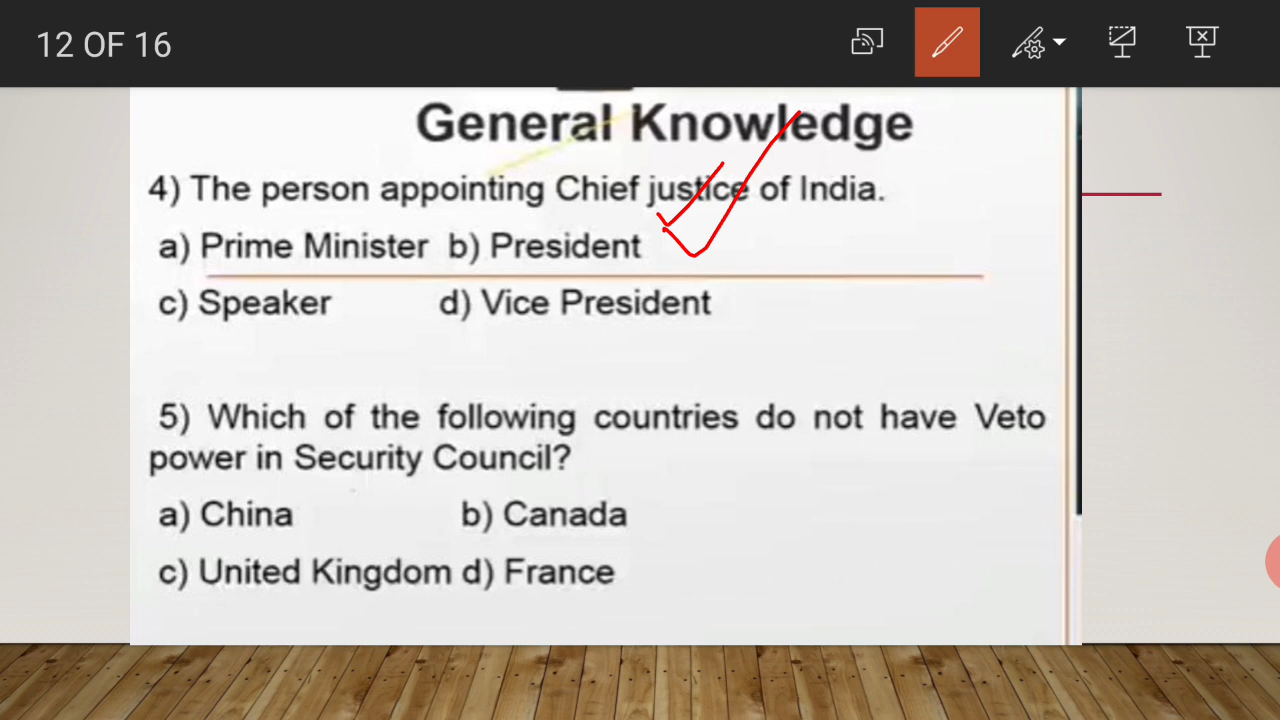 12 OF 16
General Knowledge
4) The person appointing Chief justice of India.
a) Prime Minister b) President
c) Speaker d) Vice President
5) Which of the following countries do not have Veto
power in Security Council?
a) China b) Canada
c) United Kingdom d) France